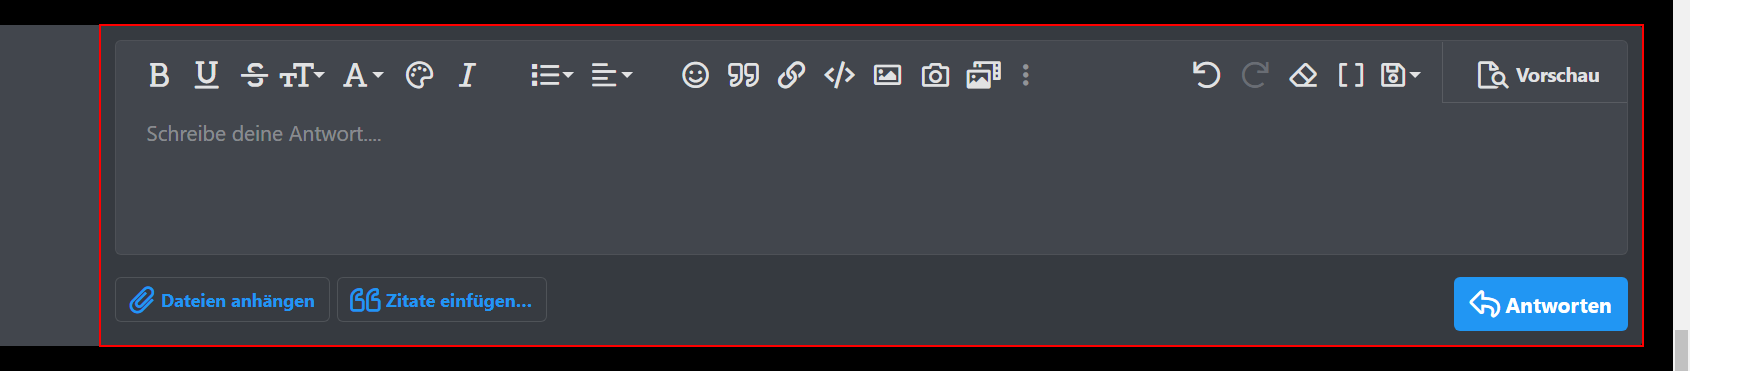 Vorschau
Schreibe deine Antwort....
Dateien anhängen
Zitate einfügen...
Antworten